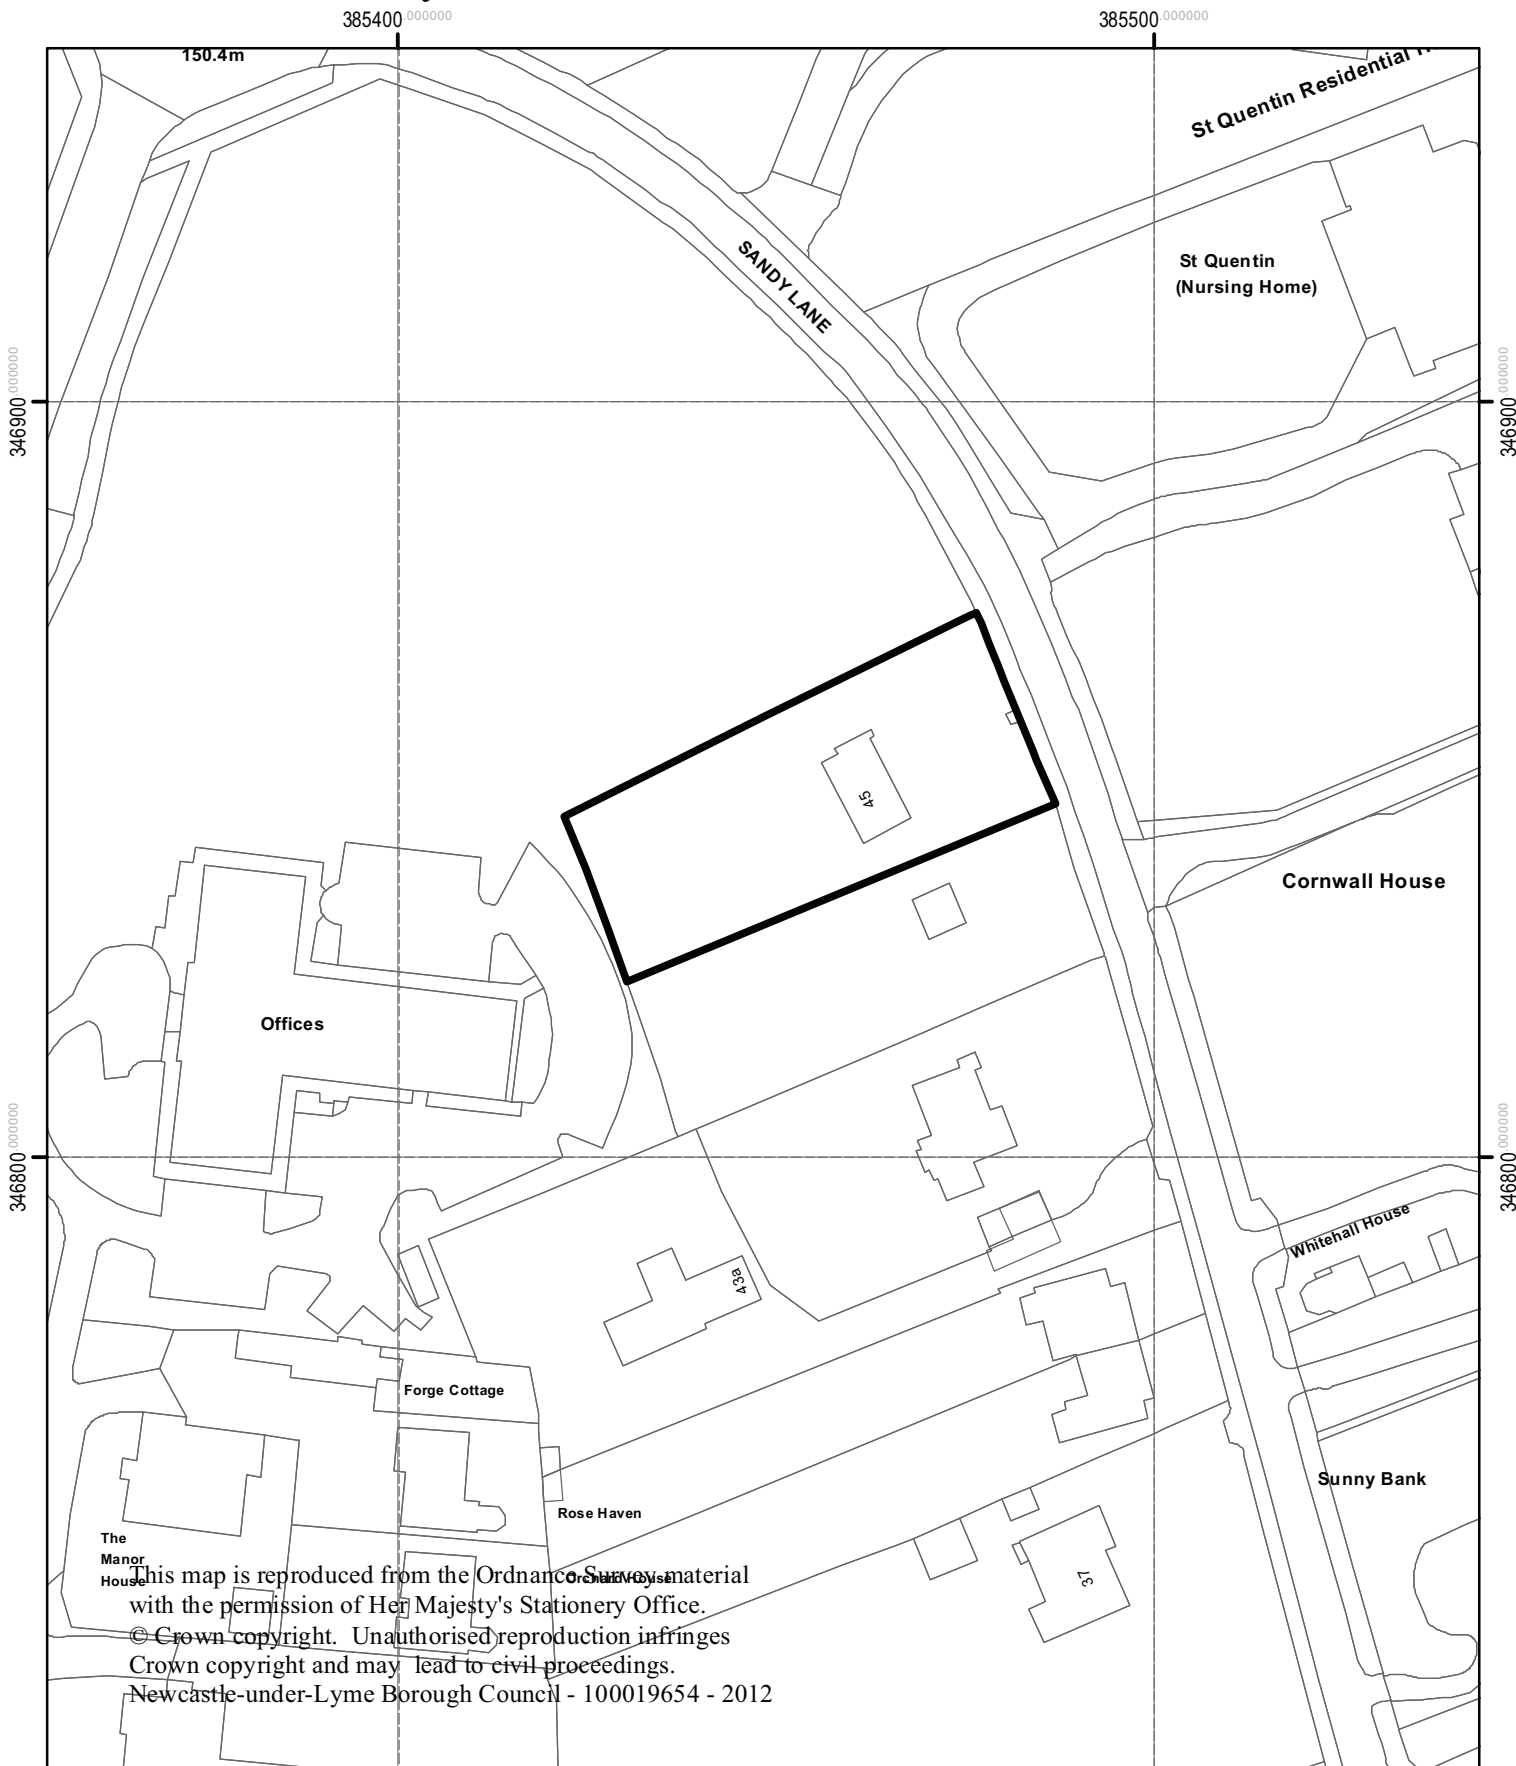 385400.000000
385500.000000
150.4m
St Quentin Residential
SANDY LANE
St Quentin
(Nursing Home)
346900.000000
346900.000000
45
Cornwall House
Offices
346800.000000
346800.000000
Whitehall House
43a
Forge Cottage
Sunny Bank
Rose Haven
The
Manor
House
37
Orchard House
This map is reproduced from the Ordnance Survey material
with the permission of Her Majesty's Stationery Office.
© Crown copyright. Unauthorised reproduction infringes
Crown copyright and may lead to civil proceedings.
Newcastle-under-Lyme Borough Council - 100019654 - 2012